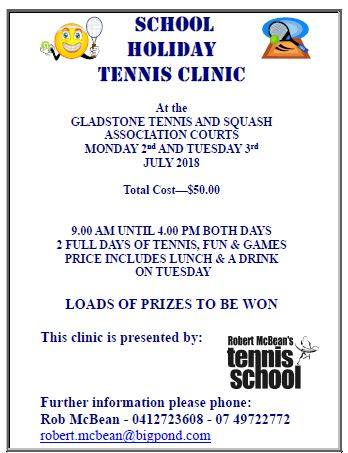 SCHOOL
HOLIDAY
TENNIS CLINIC
At the
GLADSTONE TENNIS AND SQUASH
ASSOCIATION COURTS
MONDAY 2nd AND TUESDAY 3rd
JULY 2018
Total Cost—$50.00
9.00 AM UNTIL 4.00 PM BOTH DAYS
2 FULL DAYS OF TENNIS, FUN & GAMES
PRICE INCLUDES LUNCH & A DRINK
ON TUESDAY
LOADS OF PRIZES TO BE WON
This clinic is presented by:
Robert McBean's
tennis
school
Further information please phone:
Rob McBean - 0412723608 - 07 49722772
robert.mcbean@bigpond.com